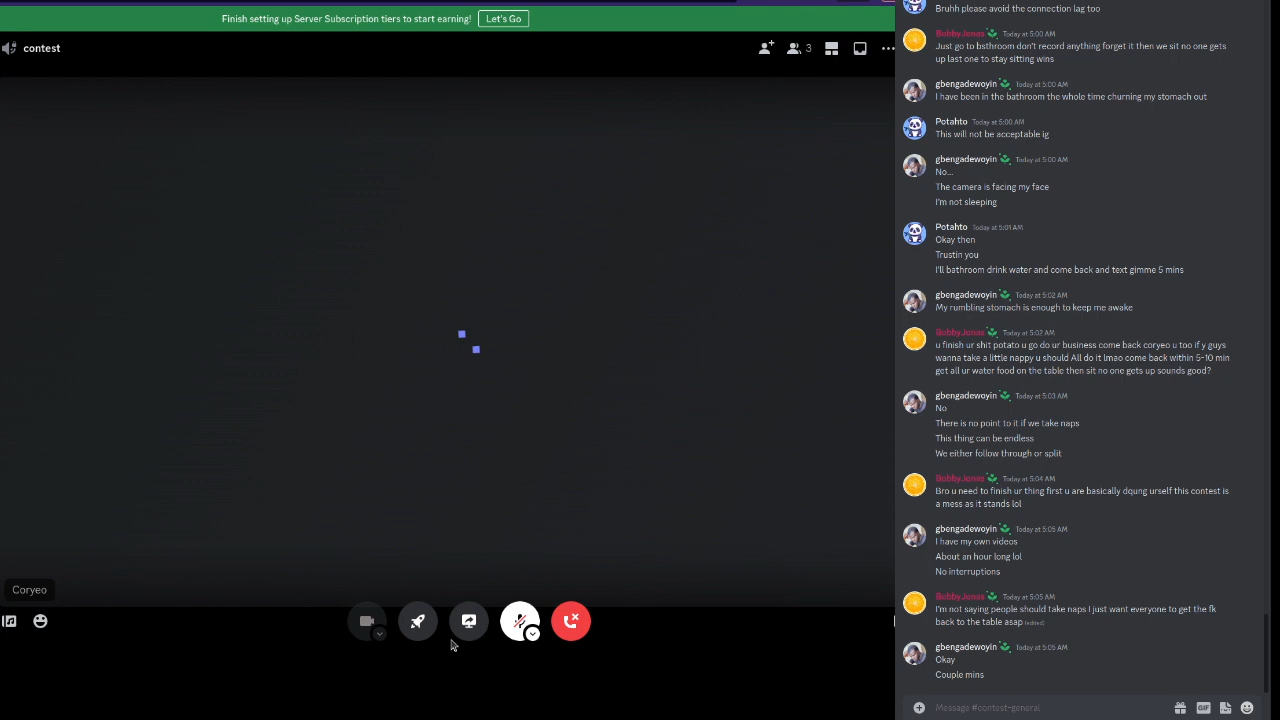 Finish setting up Server Subscription tiers to start earning!
Let's Go
contest
3
Coryeo
Bruhh please avoid the connection lag too
BobbyJones Today at 5:00 AM
Just go to bsthroom don't record anything forget it then we sit no one gets
up last one to stay sitting wins
gbengadewoyin Today at 5:00 AM
I have been in the bathroom the whole time churning my stomach out
Potahto Today at 5:00 AM
This will not be acceptable ig
gbengadewoyin Today at 5:00 AM
No...
The camera is facing my face
I'm not sleeping
Potahto Today at 5:01 AM
Okay then
Trustin you
I'll bathroom drink water and come back and text gimme 5 mins
gbengadewoyin Today at 5:02 AM
My rumbling stomach is enough to keep me awake
BobbyJones Today at 5:02 AM
u finish ur shit potato u go do ur business come back coryeo u too if y guys
wanna take a little nappy u should All do it lmao come back within 5-10 min
get all ur water food on the table then sit no one gets up sounds good?
gbengadewoyin Today at 5:03 AM
No
There is no point to it if we take naps
This thing can be endless
We either follow through or split
BobbyJones Today at 5:04 AM
Bro u need to finish ur thing first u are basically dqung urself this contest is
a mess as it stands lol
gbengadewoyin Today at 5:05 AM
I have my own videos
About an hour long lol
No interruptions
BobbyJones Today at 5:05 AM
I'm not saying people should take naps I just want everyone to get the fk
back to the table asap (edited)
gbengadewoyin Today at 5:05 AM
Okay
Couple mins
Message #contest-general
GIF